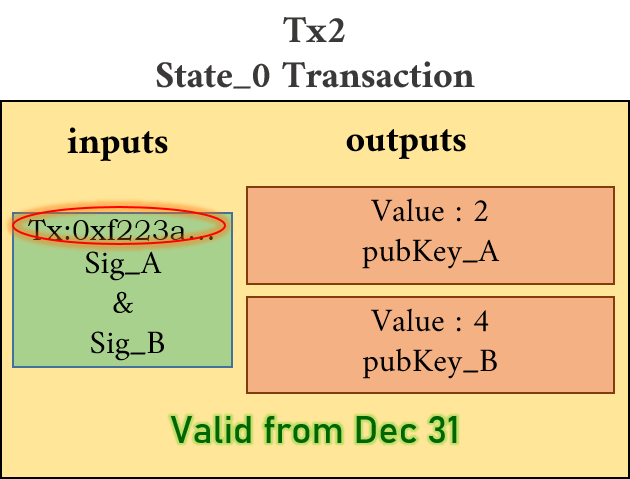 Tx2
State_0 Transaction
inputs
outputs
Tx:0xf223a...
Sig_A
&
Sig_B
Value : 2
pubKey_A
Value : 4
pubKey_B
Valid from Dec 31